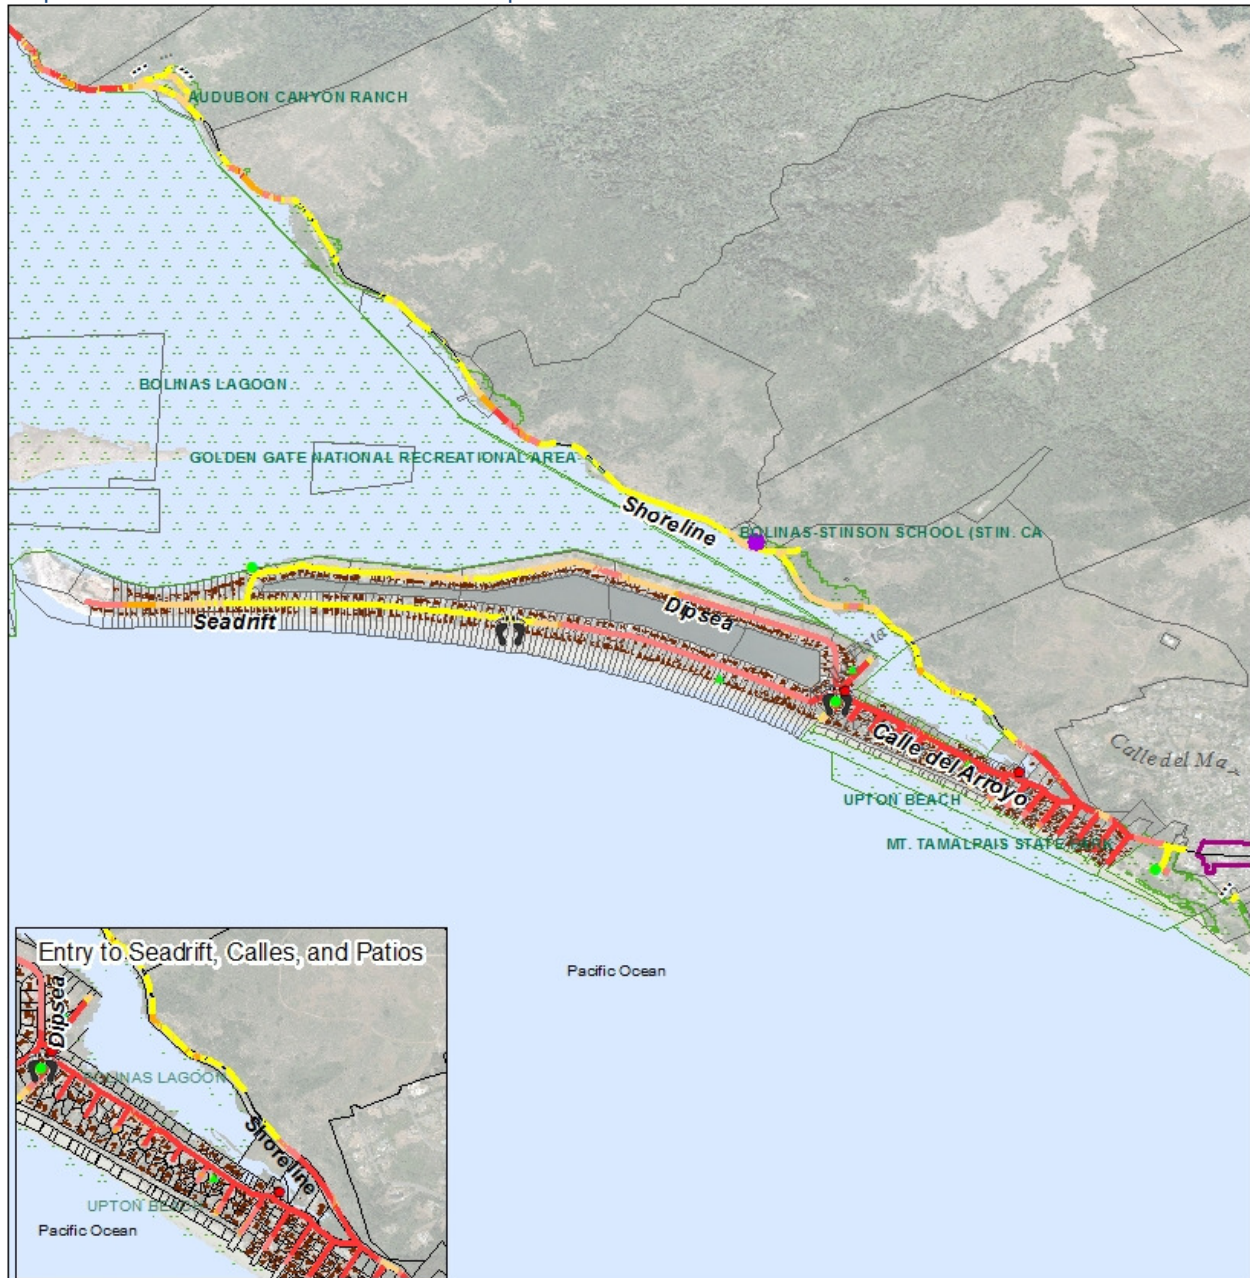 AUDUBON CANYON RANCH
BOLINAS LAGOON
GOLDEN GATE NATIONAL RECREATIONAL AREA
Shoreline
BOLINAS-STINSON SCHOOL (STIN. CA
Seadrift
Dipsea
Calle del Arroyo
Calle del Ma
UPTON BEACH
MT. TAMALPAIS STATE PARK
Pacific Ocean
Entry to Seadrift, Calles, and Patios
Dipsea
BOLINAS LAGOON
Shoreline
UPTON BEACH
Pacific Ocean